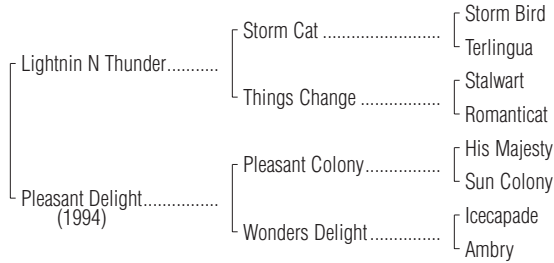 Storm Bird
Storm Cat ........................
Terlingua
Lightnin N Thunder..........
Stalwart
Things Change ................
Romanticat
His Majesty
Pleasant Colony...............
Sun Colony
Pleasant Delight...............
(1994)
Icecapade
Wonders Delight..............
Ambry